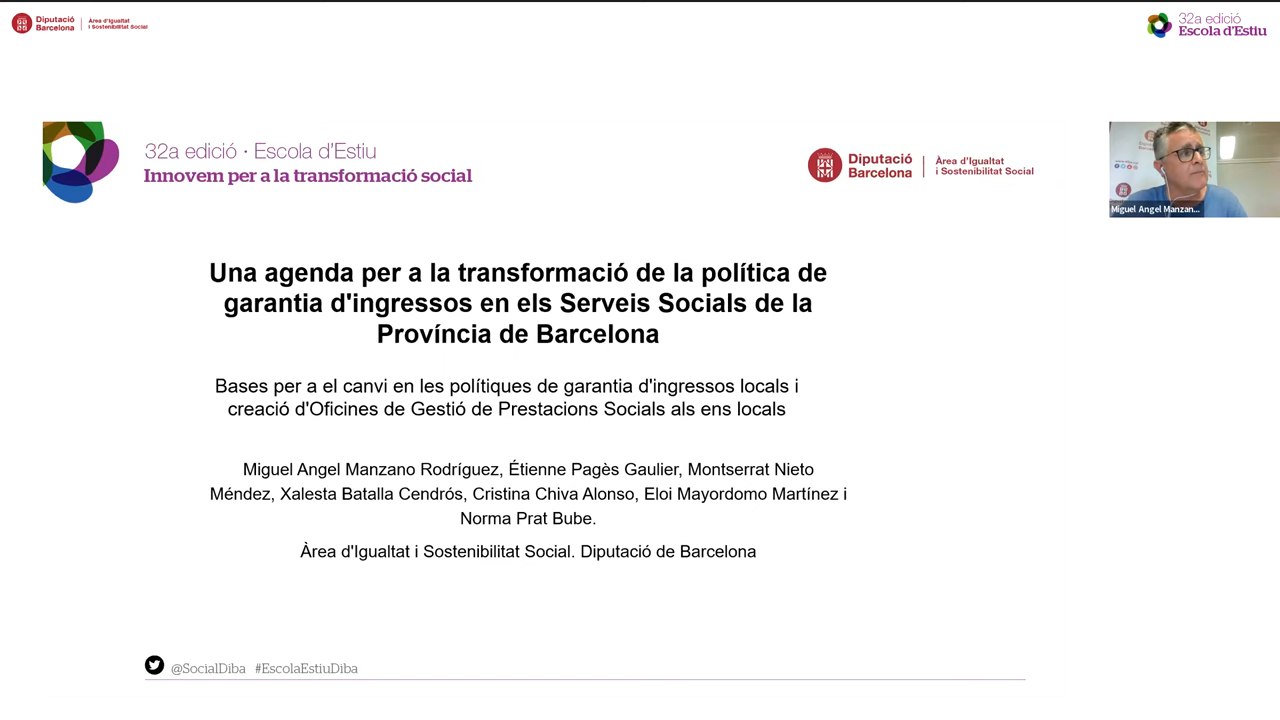 Diputació
Barcelona
Àrea d'Igualtat
i Sostenibilitat Social
32a edició
Escola d'Estiu
32a edició · Escola d'Estiu
Innovem per a la transformació social
Diputació
Barcelona
Àrea d'Igualtat
i Sostenibilitat Social
Miguel Angel Manzan...
Una agenda per a la transformació de la política de
garantia d'ingressos en els Serveis Socials de la
Província de Barcelona
Bases per a el canvi en les polítiques de garantia d'ingressos locals i
creació d'Oficines de Gestió de Prestacions Socials als ens locals
Miguel Angel Manzano Rodríguez, Étienne Pagès Gaulier, Montserrat Nieto
Méndez, Xalesta Batalla Cendrós, Cristina Chiva Alonso, Eloi Mayordomo Martínez i
Norma Prat Bube.
Àrea d'Igualtat i Sostenibilitat Social. Diputació de Barcelona
@SocialDiba #EscolaEstiuDiba